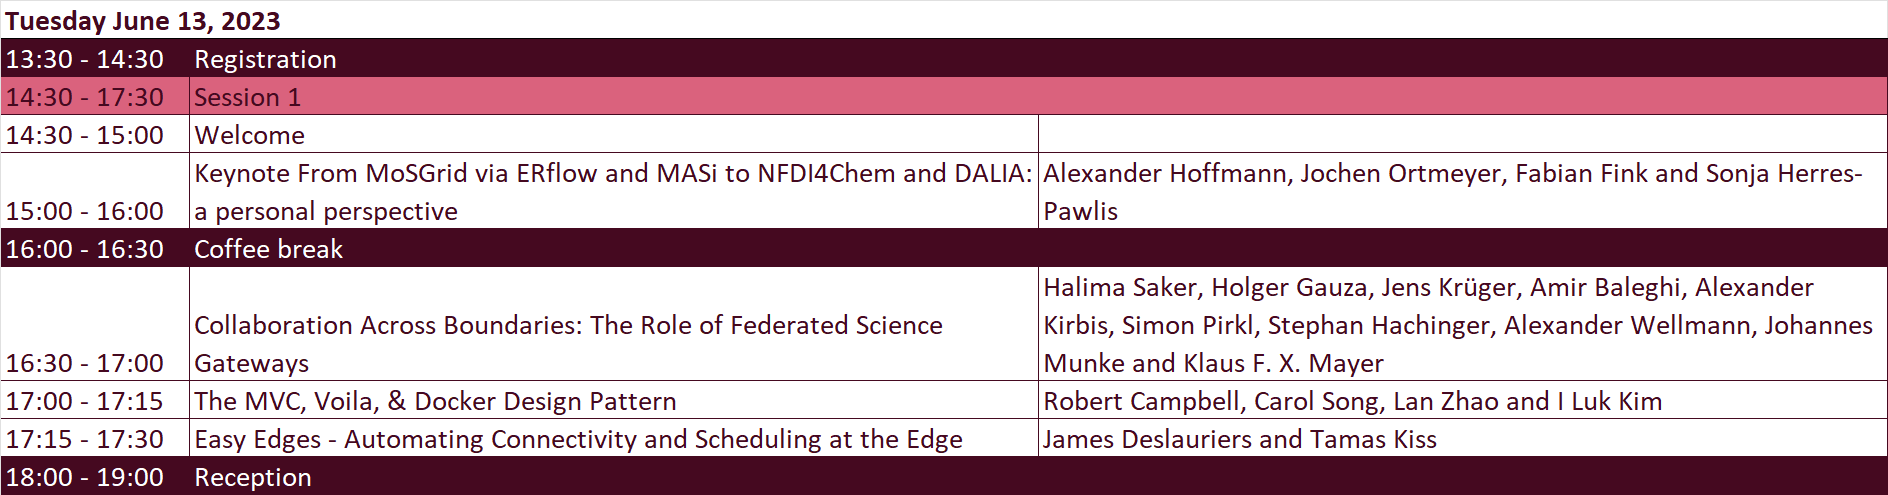 Tuesday June 13, 2023
13:30 - 14:30 Registration
14:30 - 17:30 Session 1
14:30 - 15:00 Welcome
15:00 - 16:00 Keynote From MoSGrid via ERflow and MASi to NFDI4Chem and DALIA:
a personal perspective
Alexander Hoffmann, Jochen Ortmeyer, Fabian Fink and Sonja Herres-
Pawlis
16:00 - 16:30 Coffee break
16:30 - 17:00 Collaboration Across Boundaries: The Role of Federated Science
Gateways
Halima Saker, Holger Gauza, Jens Krüger, Amir Baleghi, Alexander
Kirbis, Simon Pirkl, Stephan Hachinger, Alexander Wellmann, Johannes
Munke and Klaus F. X. Mayer
17:00 - 17:15 The MVC, Voila, & Docker Design Pattern Robert Campbell, Carol Song, Lan Zhao and I Luk Kim
17:15 - 17:30 Easy Edges - Automating Connectivity and Scheduling at the Edge James Deslauriers and Tamas Kiss
18:00 - 19:00 Reception